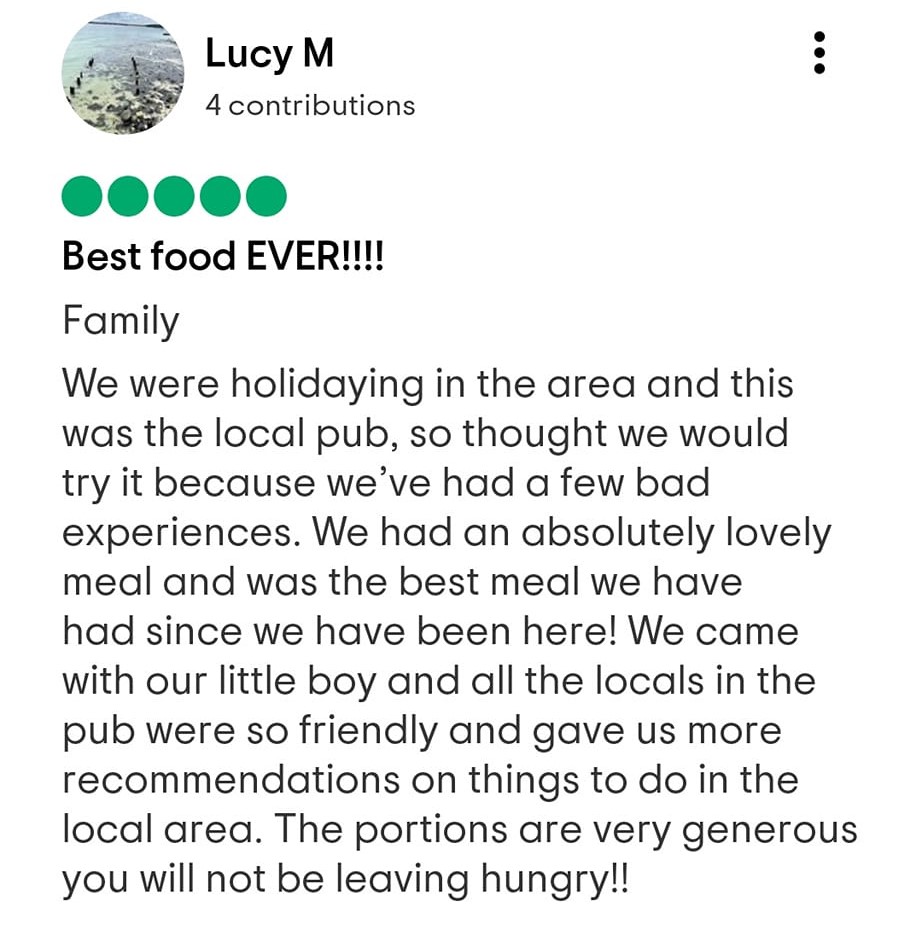 Lucy M
4 contributions
Best food EVER!!!!
Family
We were holidaying in the area and this
was the local pub, so thought we would
try it because we’ve had a few bad
experiences. We had an absolutely lovely
meal and was the best meal we have
had since we have been here! We came
with our little boy and all the locals in the
pub were so friendly and gave us more
recommendations on things to do in the
local area. The portions are very generous
you will not be leaving hungry!!